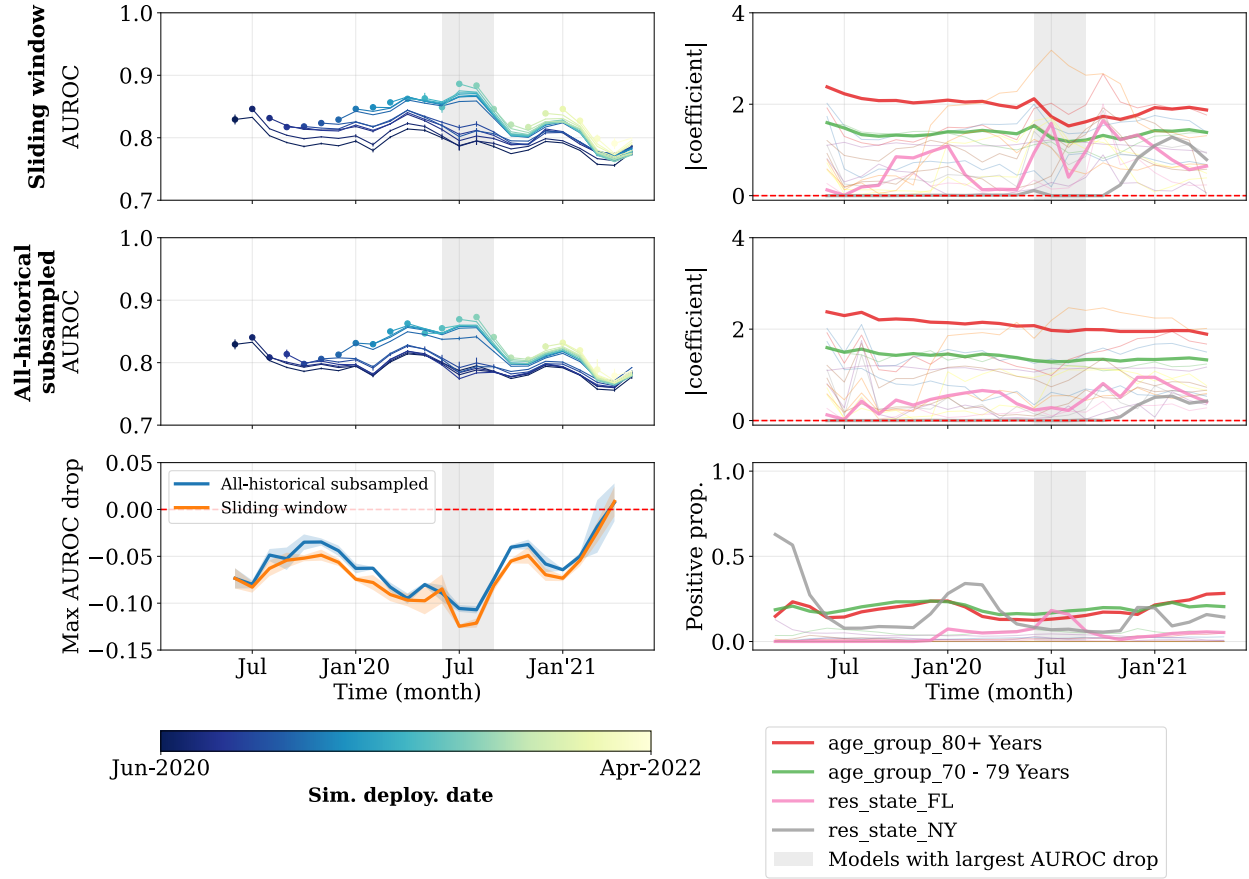 Sliding window
AUROC
1.0
0.9
0.8
0.7
|coefficient|
4
2
0
All-historical
subsampled
AUROC
1.0
0.9
0.8
0.7
|coefficient|
4
2
0
Max AUROC drop
0.05
0.00
−0.05
−0.10
−0.15
All-historical subsampled
Sliding window
Jul
Jan'20
Jul
Jan'21
Time (month)
Positive prop.
1.0
0.5
0.0
Jul
Jan'20
Jul
Jan'21
Time (month)
Jun-2020
Apr-2022
Sim. deploy. date
age_group_80+ Years
age_group_70 - 79 Years
res_state_FL
res_state_NY
Models with largest AUROC drop